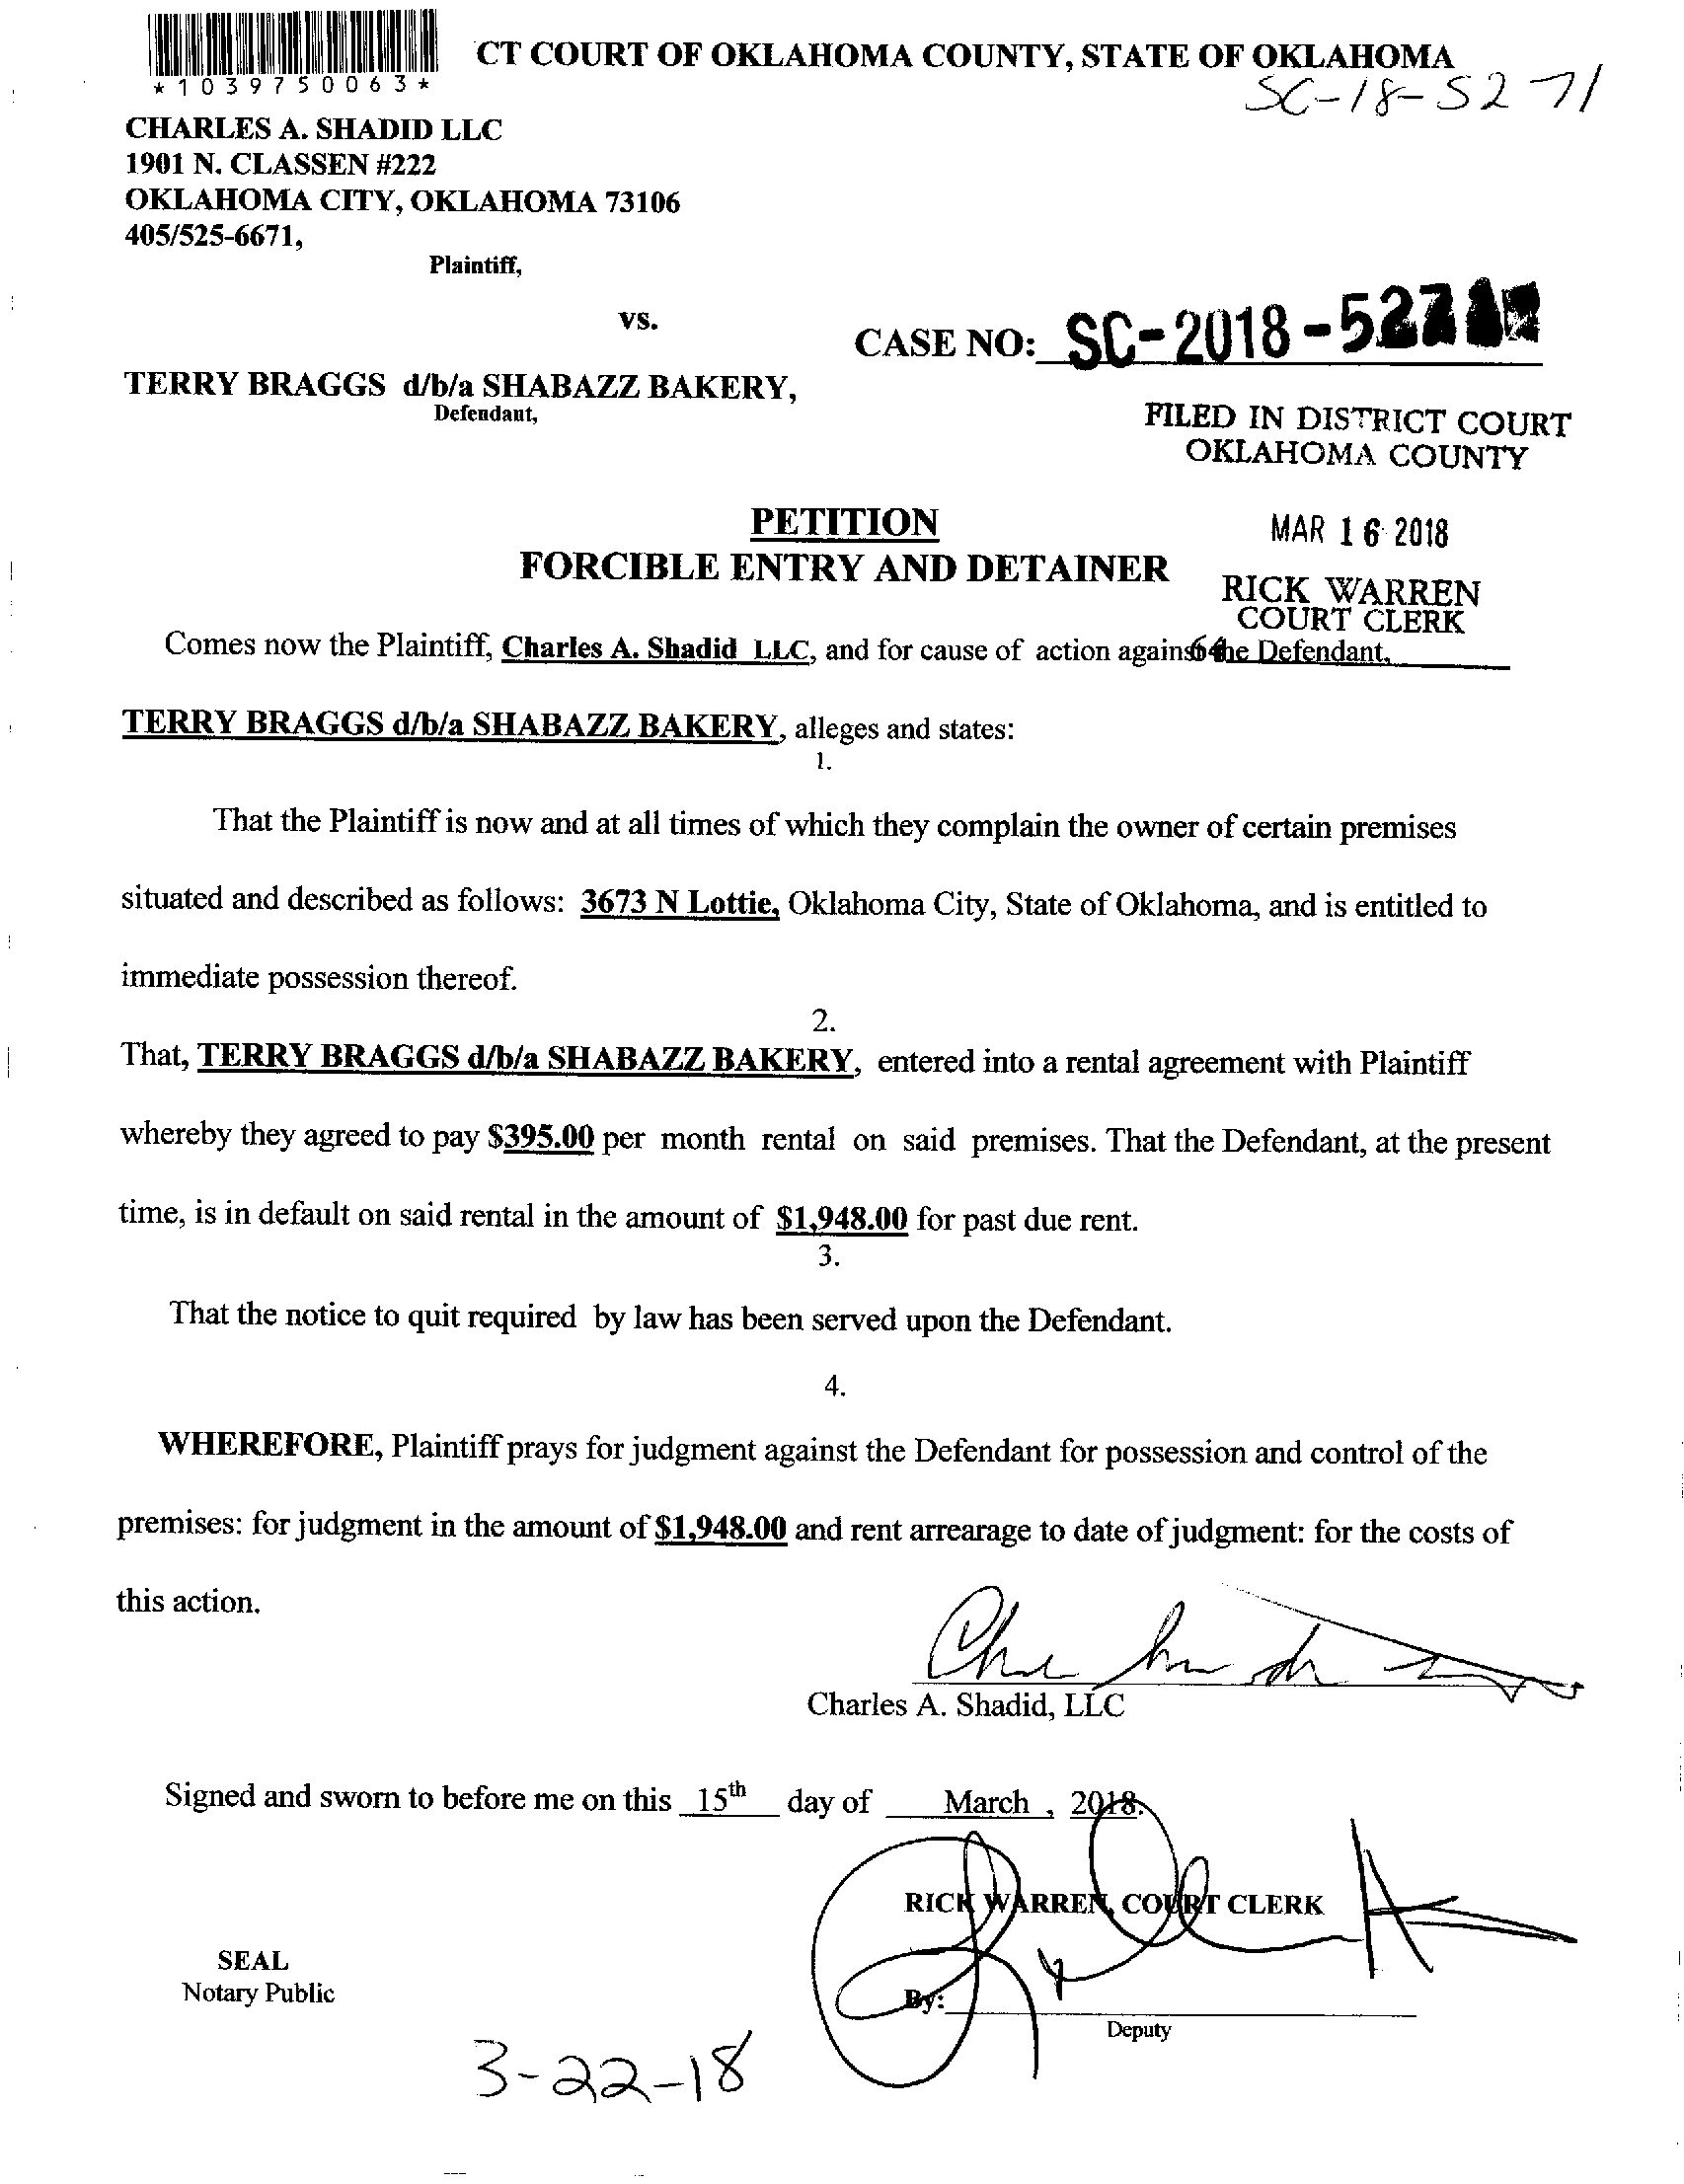 *1039750063*
CT COURT OF OKLAHOMA COUNTY, STATE OF OKLAHOMA
SC-18-5271
CHARLES A. SHADID LLC
1901 N. CLASSEN #222
OKLAHOMA CITY, OKLAHOMA 73106
405/525-6671,
Plaintiff,
vs.
CASE NO: SC-2018-527
TERRY BRAGGS d/b/a SHABAZZ BAKERY,
Defendant,
FILED IN DISTRICT COURT
OKLAHOMA COUNTY
MAR 16 2018
RICK WARREN
COURT CLERK
64
PETITION
FORCIBLE ENTRY AND DETAINER
Comes now the Plaintiff, Charles A. Shadid LLC, and for cause of action against the Defendant,
TERRY BRAGGS d/b/a SHABAZZ BAKERY, alleges and states:
1.
That the Plaintiff is now and at all times of which they complain the owner of certain premises
situated and described as follows: 3673 N Lottie, Oklahoma City, State of Oklahoma, and is entitled to
immediate possession thereof.
2.
That, TERRY BRAGGS d/b/a SHABAZZ BAKERY, entered into a rental agreement with Plaintiff
whereby they agreed to pay $395.00 per month rental on said premises. That the Defendant, at the present
time, is in default on said rental in the amount of $1,948.00 for past due rent.
3.
That the notice to quit required by law has been served upon the Defendant.
4.
WHEREFORE, Plaintiff prays for judgment against the Defendant for possession and control of the
premises: for judgment in the amount of $1,948.00 and rent arrearage to date of judgment: for the costs of
this action.
Charles A. Shadid, LLC
Signed and sworn to before me on this 15th day of March , 2018.
RICK WARREN, COURT CLERK
SEAL
Notary Public
By:
Deputy
3-22-18